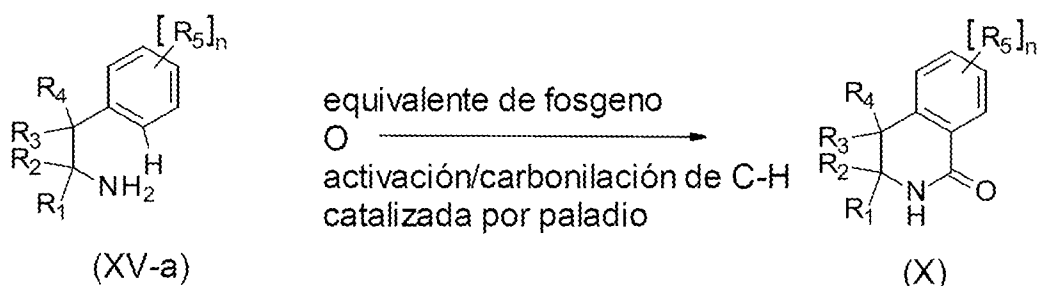 [R5]n
R4
R3
R2
H
NH2
R1
(XV-a)
equivalente de fosgeno
O
activación/carbonilación de C-H
catalizada por paladio
[R5]n
R4
R3
R2
R1
N
H
O
(X)